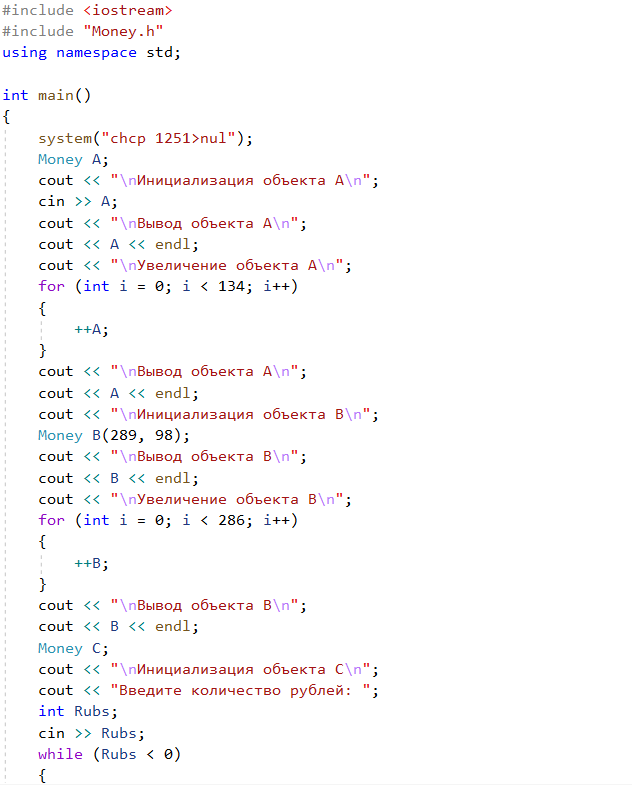 #include <iostream>
#include "Money.h"
using namespace std;
int main()
{
system("chcp 1251>nul");
Money A;
cout << "\nИнициализация объекта A\n";
cin >> A;
cout << "\nВывод объекта A\n";
cout << A << endl;
cout << "\nУвеличение объекта A\n";
for (int i = 0; i < 134; i++)
{
++A;
}
cout << "\nВывод объекта A\n";
cout << A << endl;
cout << "\nИнициализация объекта B\n";
Money B(289, 98);
cout << "\nВывод объекта B\n";
cout << B << endl;
cout << "\nУвеличение объекта B\n";
for (int i = 0; i < 286; i++)
{
++B;
}
cout << "\nВывод объекта B\n";
cout << B << endl;
Money C;
cout << "\nИнициализация объекта C\n";
cout << "Введите количество рублей: ";
int Rubs;
cin >> Rubs;
while (Rubs < 0)
{